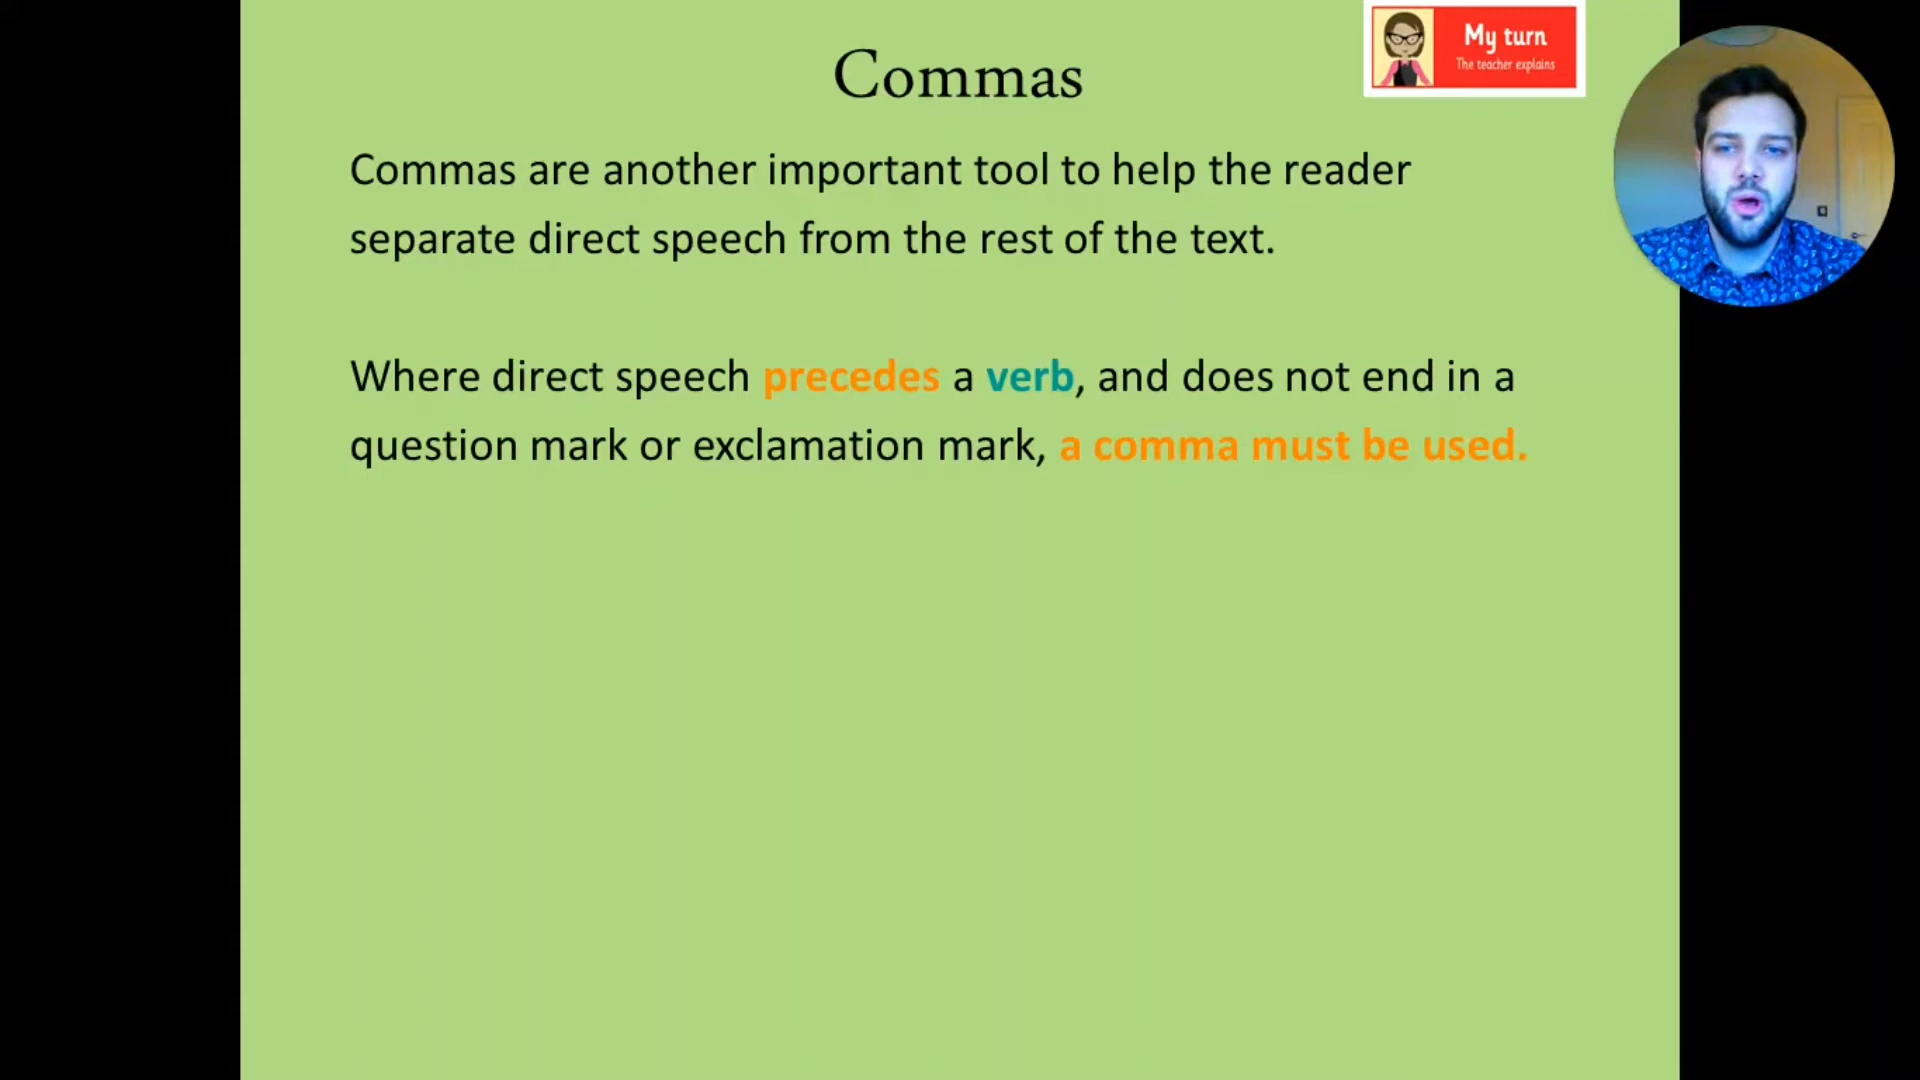 Commas
My turn
The teacher explains
Commas are another important tool to help the reader
separate direct speech from the rest of the text.
Where direct speech precedes a verb, and does not end in a
question mark or exclamation mark, a comma must be used.